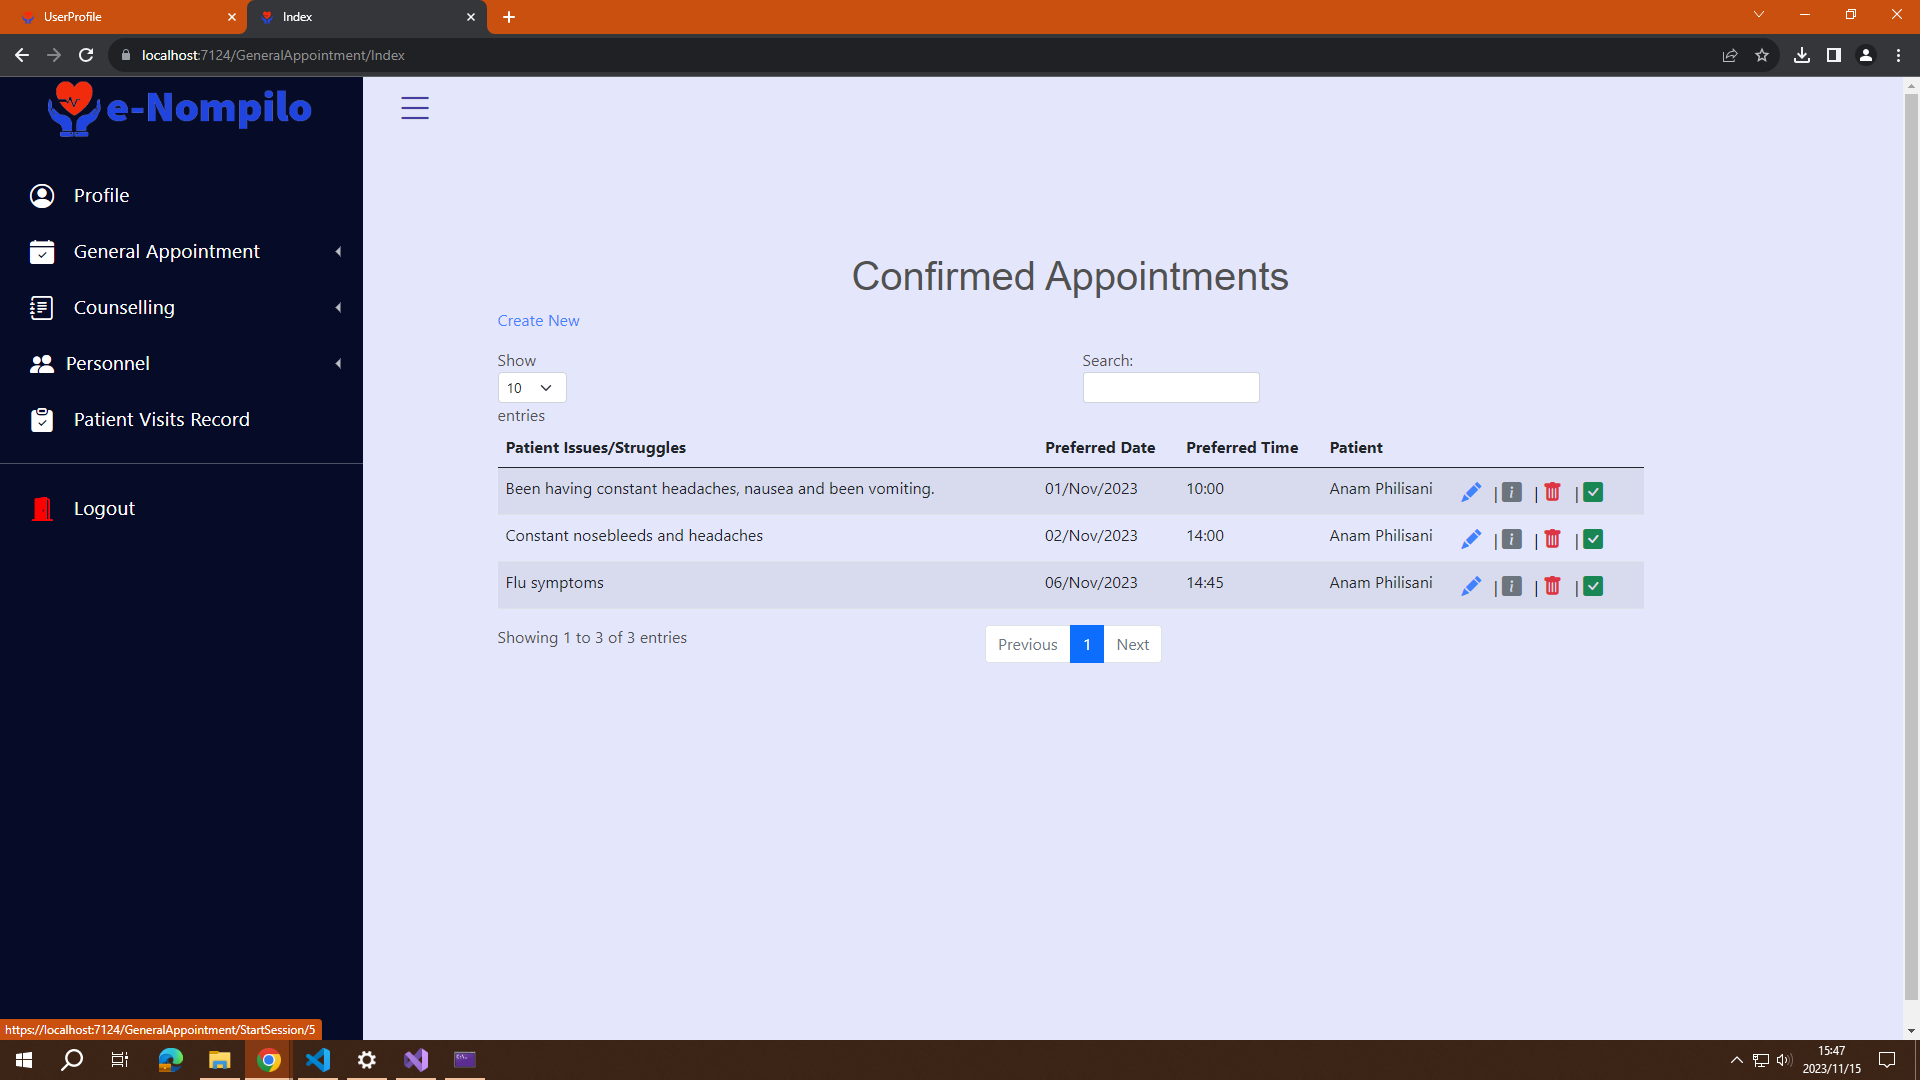 UserProfile
Index
localhost:7124/GeneralAppointment/Index
e-Nompilo
Profile
General Appointment
Counselling
Personnel
Patient Visits Record
Logout
Confirmed Appointments
Create New
Show
10
entries
Search:
Patient Issues/Struggles Preferred Date Preferred Time Patient
Been having constant headaches, nausea and been vomiting. 01/Nov/2023 10:00 Anam Philisani | i | |
Constant nosebleeds and headaches 02/Nov/2023 14:00 Anam Philisani | i | |
Flu symptoms 06/Nov/2023 14:45 Anam Philisani | i | |
Showing 1 to 3 of 3 entries
Previous 1 Next
https://localhost:7124/GeneralAppointment/StartSession/5
15:47
2023/11/15